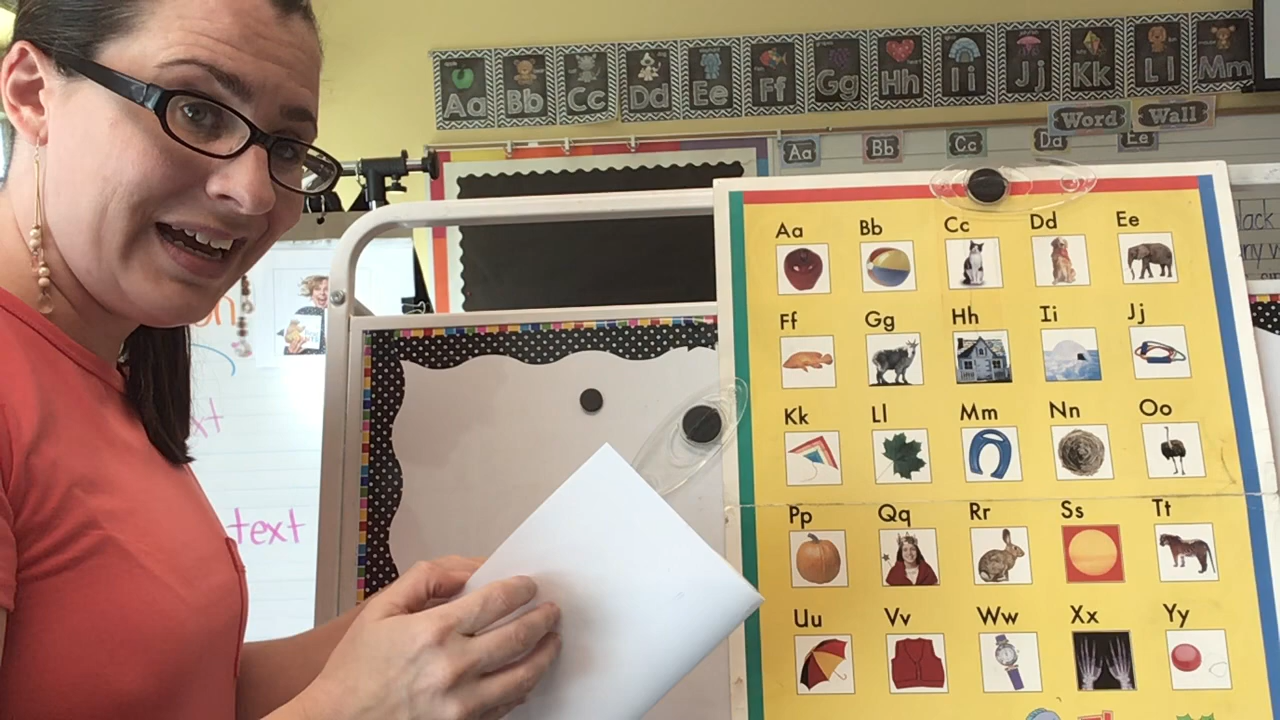 Aa Bb Cc Dd Ee Ff Gg Hh Ii Jj Kk Ll Mm
Word Wall
Aa Bb Cc Dd Ee
Aa Bb Cc Dd Ee
Ff Gg Hh Ii Jj
Kk Ll Mm Nn Oo
Pp Qq Rr Ss Tt
Uu Vv Ww Xx Yy
text